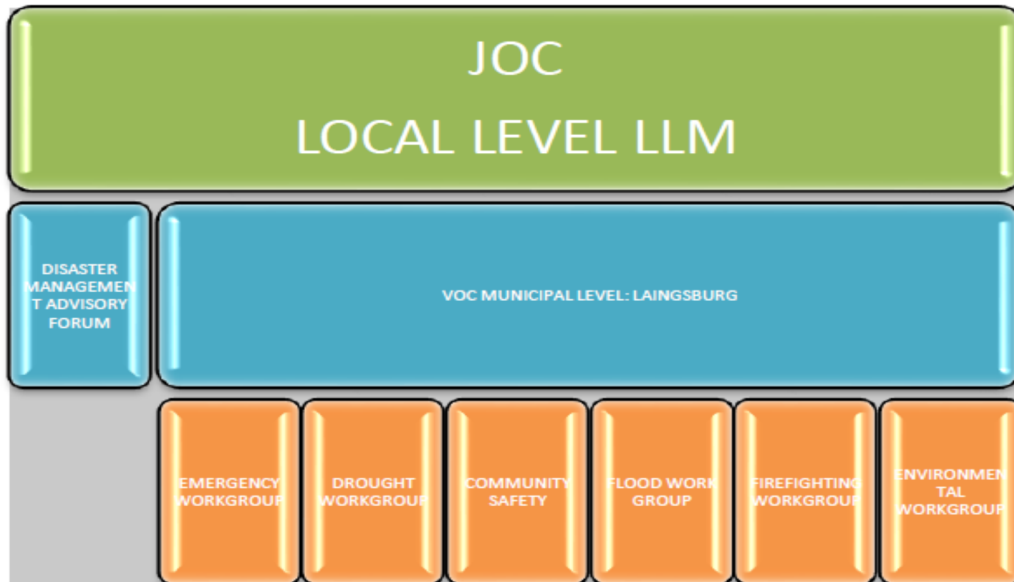 JOC
LOCAL LEVEL LLM
DISASTER
MANAGEMEN
T ADVISORY
FORUM
VOC MUNICIPAL LEVEL: LAINGSBURG
EMERGENCY
WORKGROUP
DROUGHT
WORKGROUP
COMMUNITY
SAFETY
FLOOD WORK
GROUP
FIREFIGHTING
WORKGROUP
ENVIRONMEN
TAL
WORKGROUP